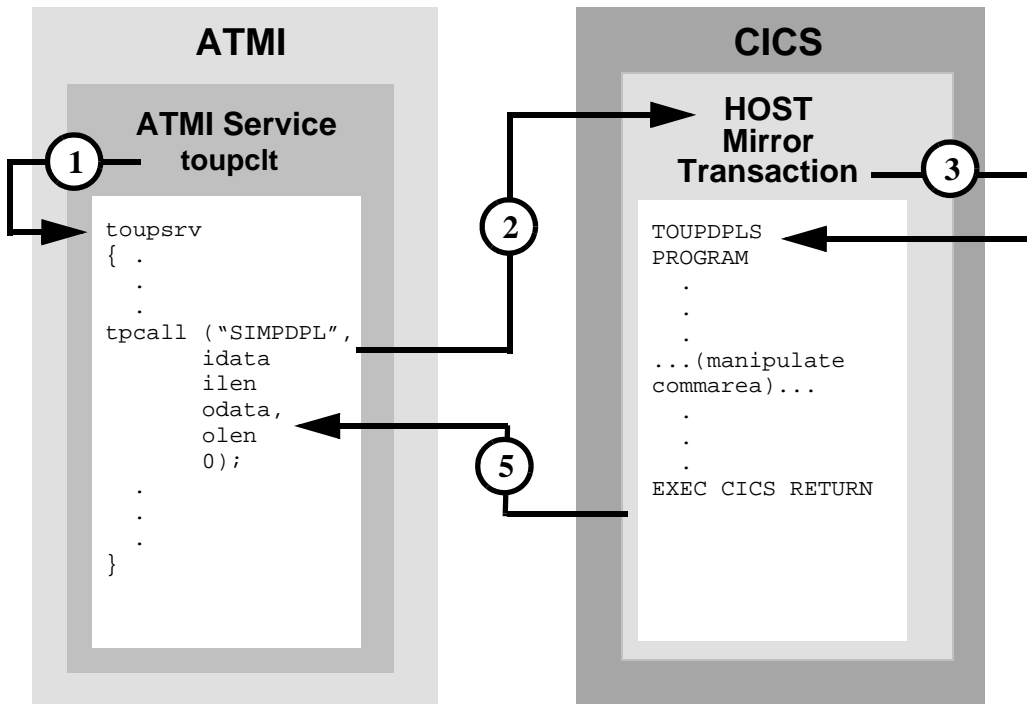 ATMI
ATMI Service
toupclt
1
toupsrv
{ .
.
.
tpcall (“SIMPDPL”,
idata
ilen
odata,
olen
0);
.
.
.
}
2
5
CICS
HOST
Mirror
Transaction
3
TOUPDPLS
PROGRAM
.
.
.
...(manipulate
commarea)...
.
.
.
EXEC CICS RETURN